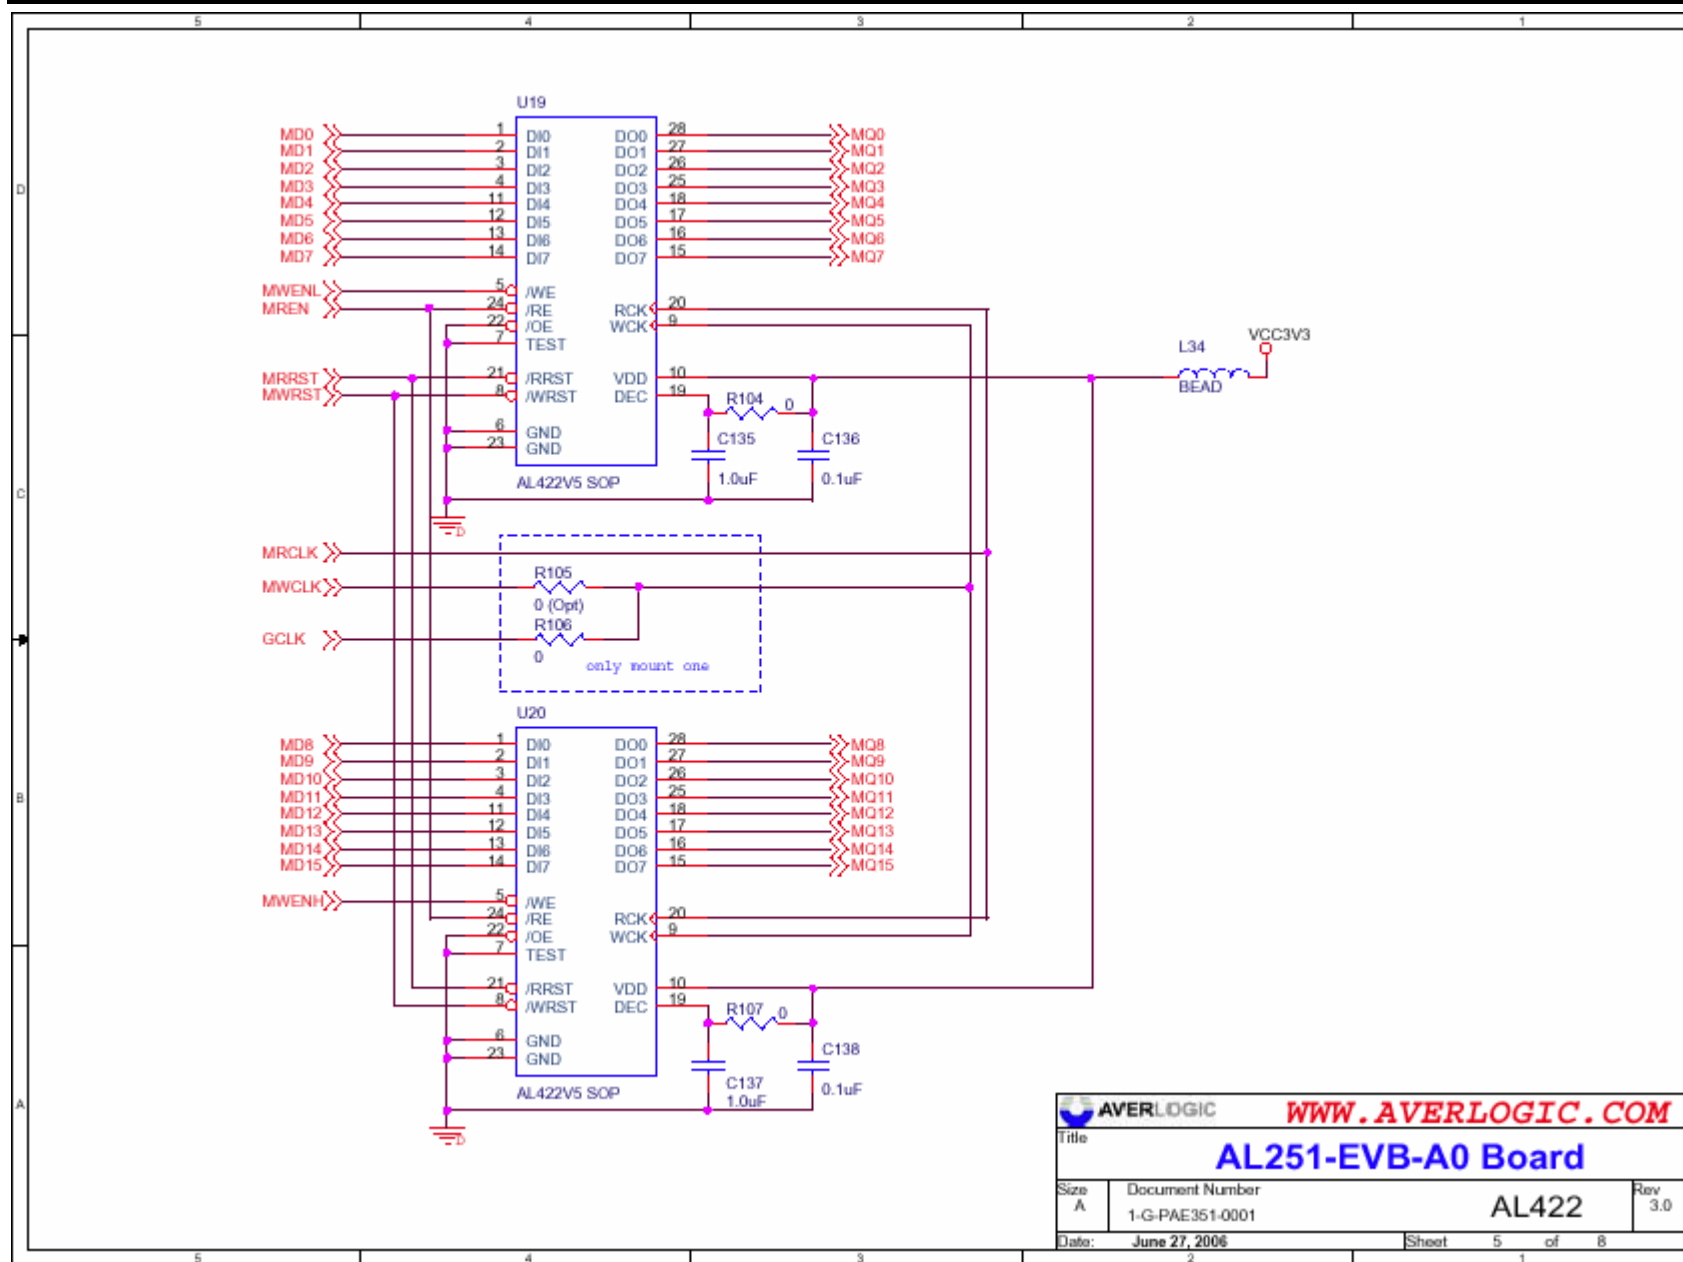 5 4 3 2 1
D
C
B
A
U19
MD0 1 DI0 DO0 28 MQ0
MD1 2 DI1 DO1 27 MQ1
MD2 3 DI2 DO2 26 MQ2
MD3 4 DI3 DO3 25 MQ3
MD4 11 DI4 DO4 18 MQ4
MD5 12 DI5 DO5 17 MQ5
MD6 13 DI6 DO6 16 MQ6
MD7 14 DI7 DO7 15 MQ7
MWENL 5 /WE
MREN 24 /RE RCK 20
22 /OE WCK 9
7 TEST
MRRST 21 /RRST VDD 10
MWRST 8 /WRST DEC 19
6 GND
23 GND
AL422V5 SOP
R104 0
C135
1.0uF
C136
0.1uF
D
L34
BEAD
VCC3V3
MRCLK
MWCLK
R105
0 (Opt)
GCLK
R106
0
only mount one
U20
MD8 1 DI0 DO0 28 MQ8
MD9 2 DI1 DO1 27 MQ9
MD10 3 DI2 DO2 26 MQ10
MD11 4 DI3 DO3 25 MQ11
MD12 11 DI4 DO4 18 MQ12
MD13 12 DI5 DO5 17 MQ13
MD14 13 DI6 DO6 16 MQ14
MD15 14 DI7 DO7 15 MQ15
MWENH 5 /WE
24 /RE RCK 20
22 /OE WCK 9
7 TEST
21 /RRST VDD 10
8 /WRST DEC 19
6 GND
23 GND
AL422V5 SOP
R107 0
C137
1.0uF
C138
0.1uF
D
AVERLOGIC WWW.AVERLOGIC.COM
Title
AL251-EVB-A0 Board
Size
A
Document Number
1-G-PAE351-0001
AL422
Rev
3.0
Date: June 27, 2006 Sheet 5 of 8
5 4 3 2 1